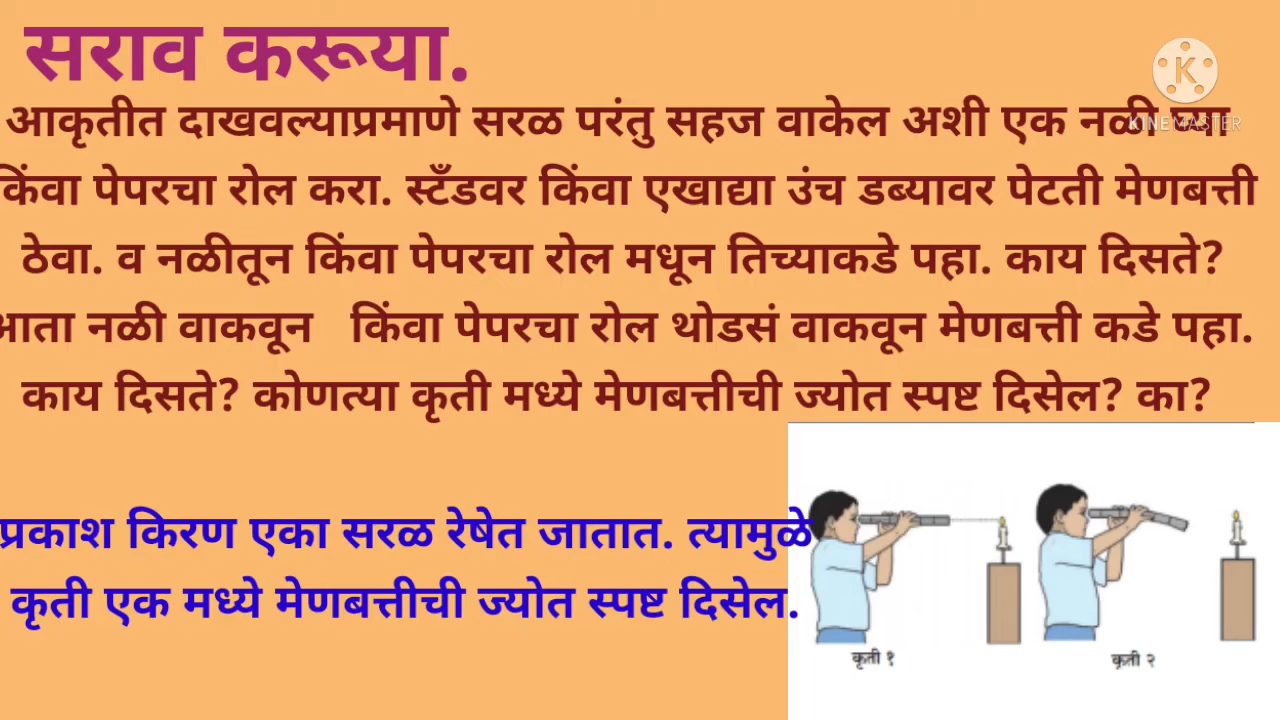 सराव करूया.
आकृतीत दाखवल्याप्रमाणे सरळ परंतु सहज वाकेल अशी एक नळी घ्या
किंवा पेपरचा रोल करा. स्टँडवर किंवा एखाद्या उंच डब्यावर पेटती मेणबत्ती
ठेवा. व नळीतून किंवा पेपरचा रोल मधून तिच्याकडे पहा. काय दिसते?
आता नळी वाकवून किंवा पेपरचा रोल थोडसं वाकवून मेणबत्ती कडे पहा.
काय दिसते? कोणत्या कृती मध्ये मेणबत्तीची ज्योत स्पष्ट दिसेल? का?
प्रकाश किरण एका सरळ रेषेत जातात. त्यामुळे
कृती एक मध्ये मेणबत्तीची ज्योत स्पष्ट दिसेल.
कृती १
कृती २
K
KINEMASTER